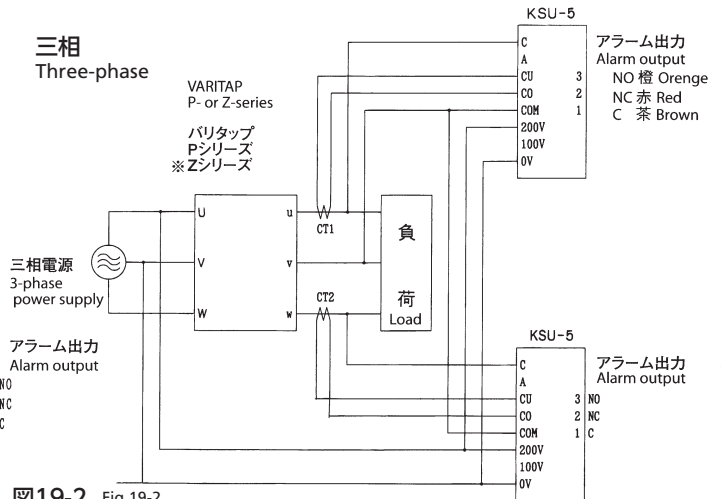 三相
Three-phase
VARITAP
P- or Z-series
バリタップ
Pシリーズ
※Zシリーズ
KSU-5
C
A
CU 3
CO 2
COM 1
200V
100V
0V
アラーム出力
Alarm output
NO 橙 Orenge
NC 赤 Red
C 茶 Brown
U u
V v
W w
CT1
CT2
負
荷
Load
三相電源
3-phase
power supply
アラーム出力
Alarm output
NO
NC
C
KSU-5
C
A
CU 3 NO
CO 2 NC
COM 1 C
200V
100V
0V
アラーム出力
Alarm output
図19-2 Fig 19-2